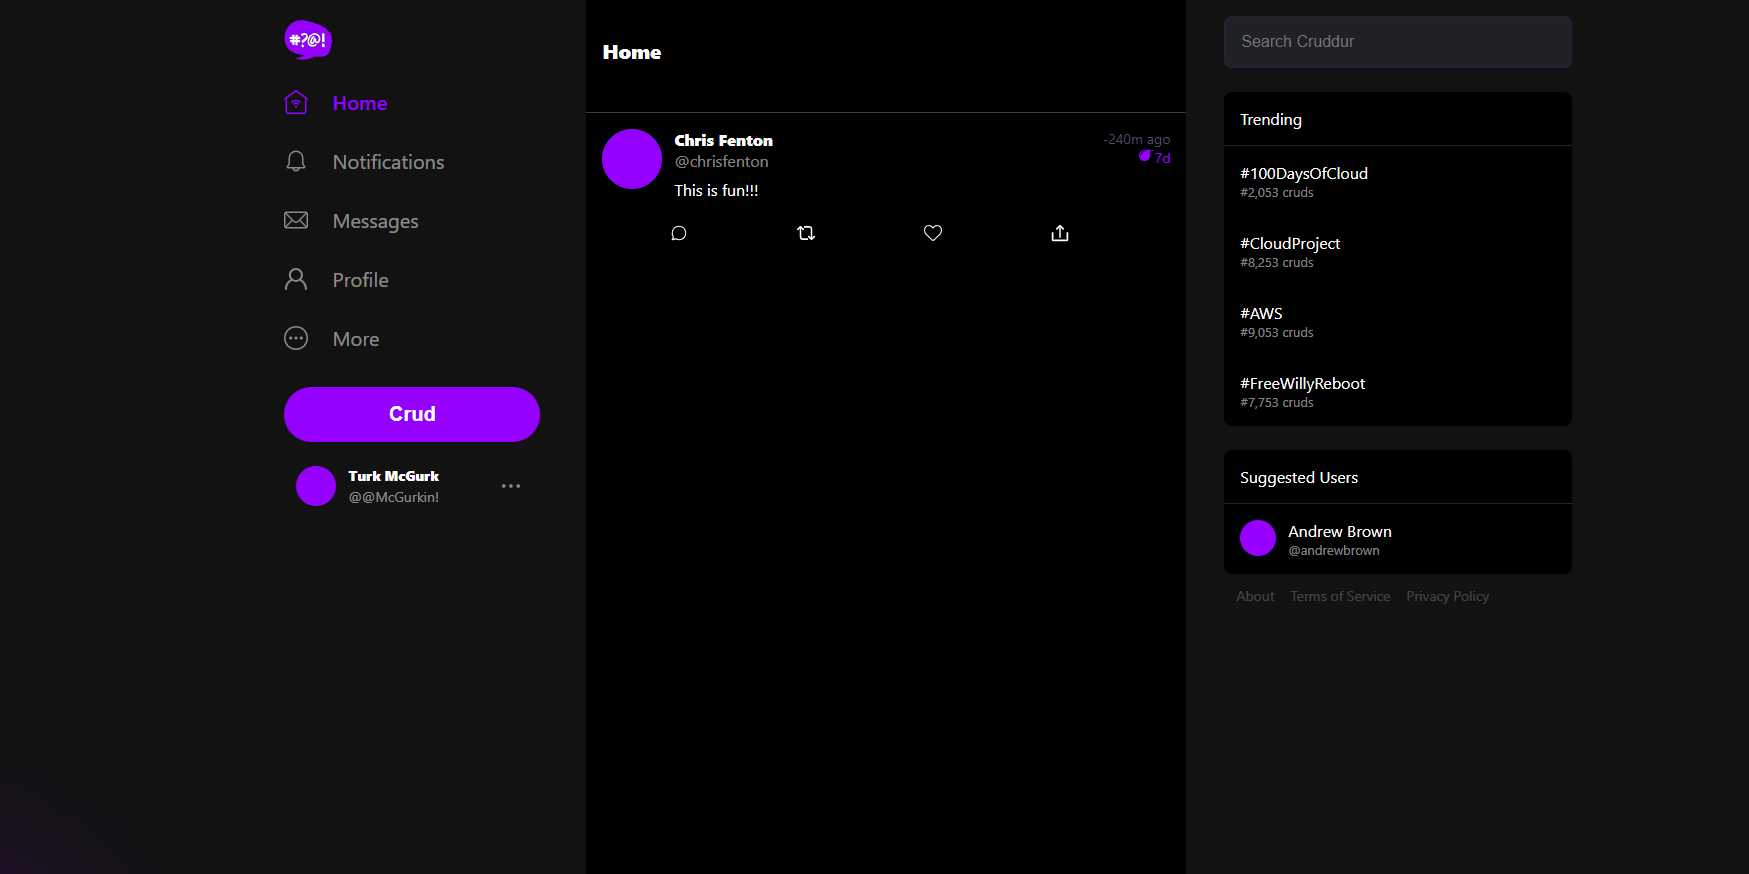 #?@!
Home
Notifications
Messages
Profile
More
Crud
Turk McGurk
@@McGurkin!
Home
Chris Fenton
@chrisfenton
-240m ago
7d
This is fun!!!
Search Cruddur
Trending
#100DaysOfCloud
#2,053 cruds
#CloudProject
#8,253 cruds
#AWS
#9,053 cruds
#FreeWillyReboot
#7,753 cruds
Suggested Users
Andrew Brown
@andrewbrown
About Terms of Service Privacy Policy